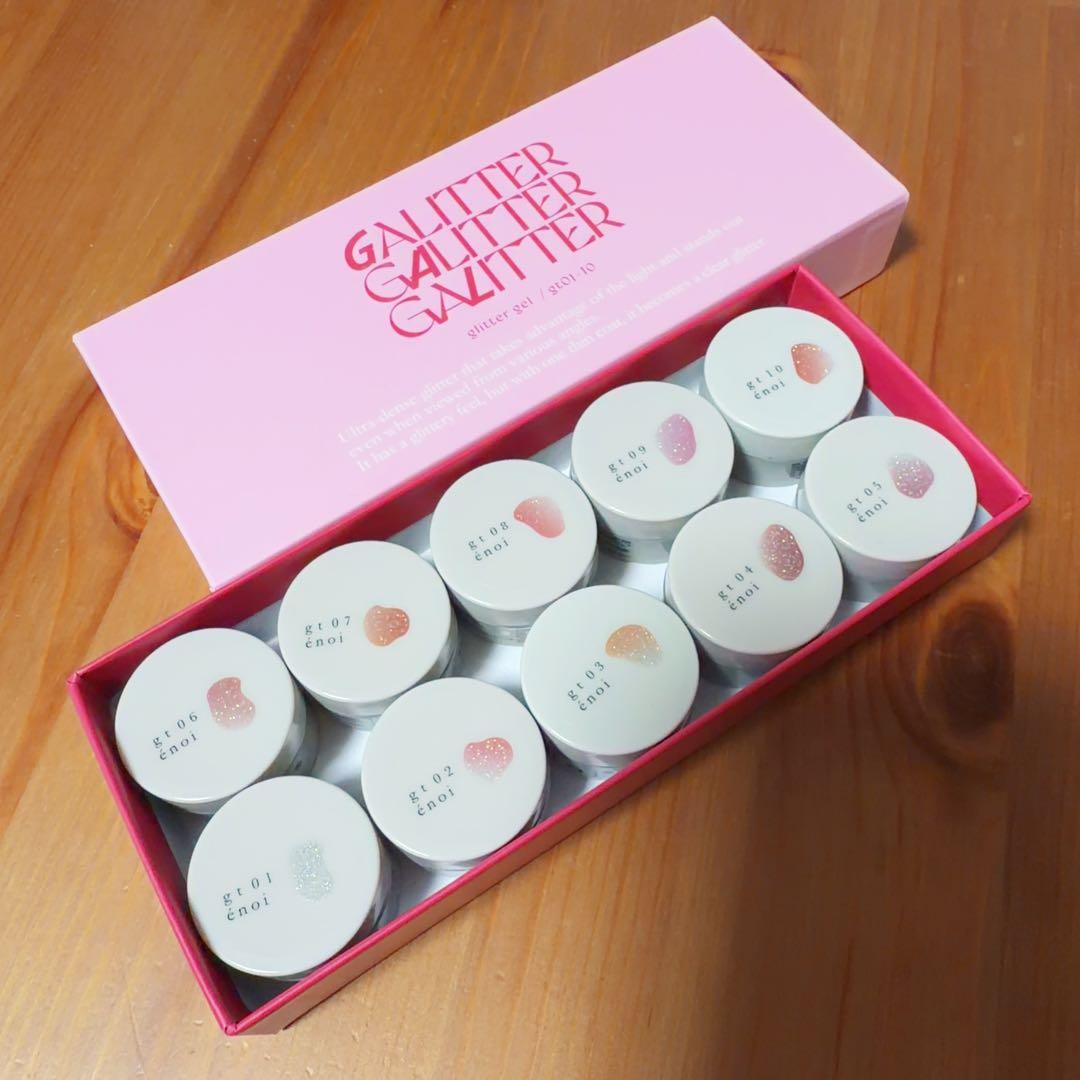 GALITTER
GALITTER
GALITTER
glitter gel / gt01-10
Ultra-dense glitter that takes advantage of the light and stands out
even when viewed from various angles.
It has a glittery feel, but with one thin coat, it becomes a clear glitter
gt 10
énoi
gt 09
énoi
gt 05
énoi
gt 08
énoi
gt 04
énoi
gt 07
énoi
gt 03
énoi
gt 06
énoi
gt 02
énoi
gt 01
énoi